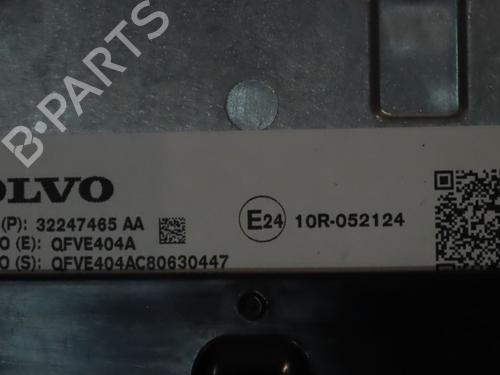 B-PARTS
OLVO
(P): 32247465 AA
O (E): QFVE404A
O (S): QFVE404AC80630447
E24 10R-052124